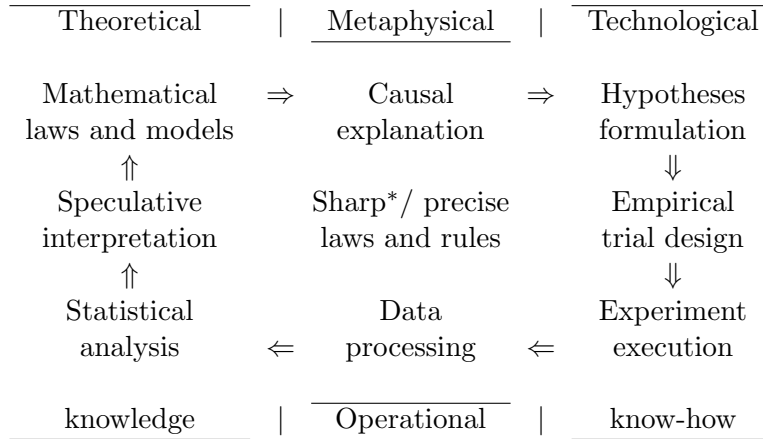 Theoretical | Metaphysical | Technological
Mathematical ⇒ Causal ⇒ Hypotheses
laws and models explanation formulation
⇑ ⇓
Speculative Sharp*/ precise Empirical
interpretation laws and rules trial design
⇑ ⇓
Statistical Data Experiment
analysis ⇐ processing ⇐ execution
knowledge | Operational | know-how